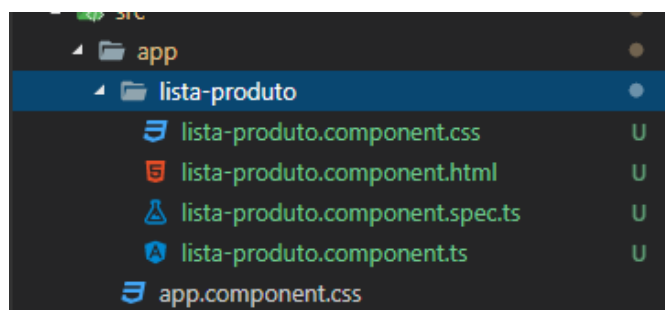 src
app
lista-produto
lista-produto.component.css U
lista-produto.component.html U
lista-produto.component.spec.ts U
lista-produto.component.ts U
app.component.css